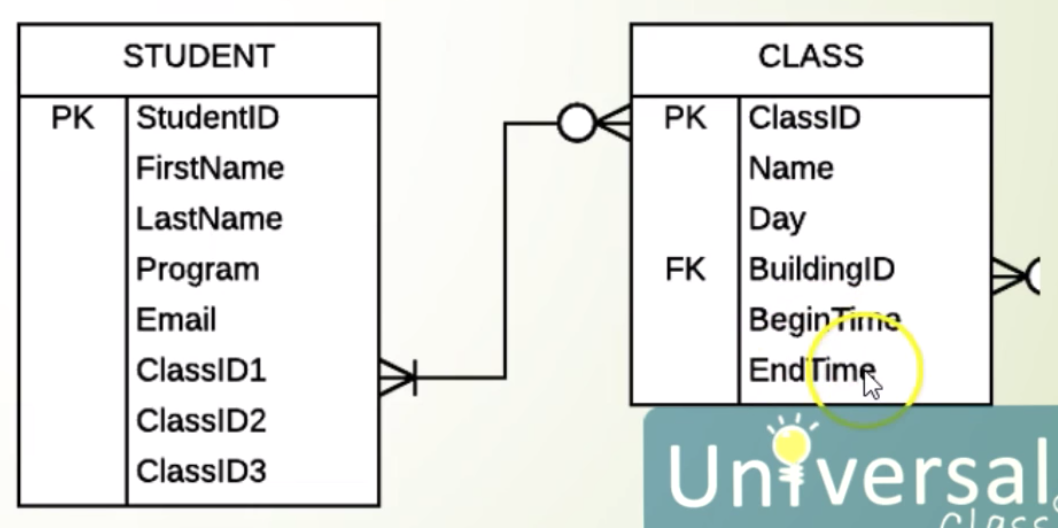 STUDENT
PK StudentID
FirstName
LastName
Program
Email
ClassID1
ClassID2
ClassID3
CLASS
PK ClassID
Name
Day
FK BuildingID
BeginTime
EndTime
Universal
Class